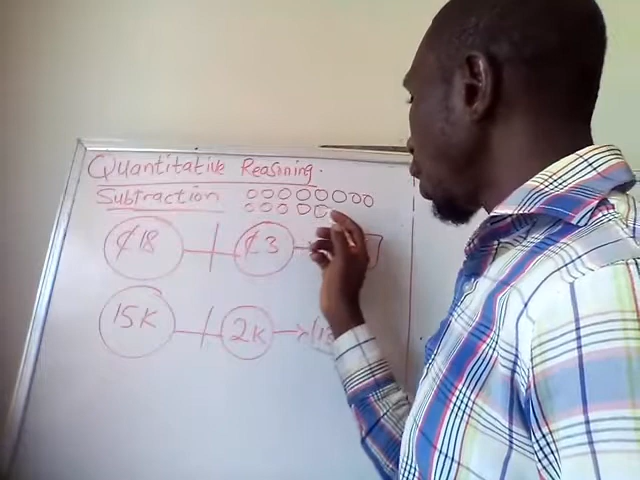 Quantitative Reasoning.
Subtraction
₵18 ₵3
15K 2K